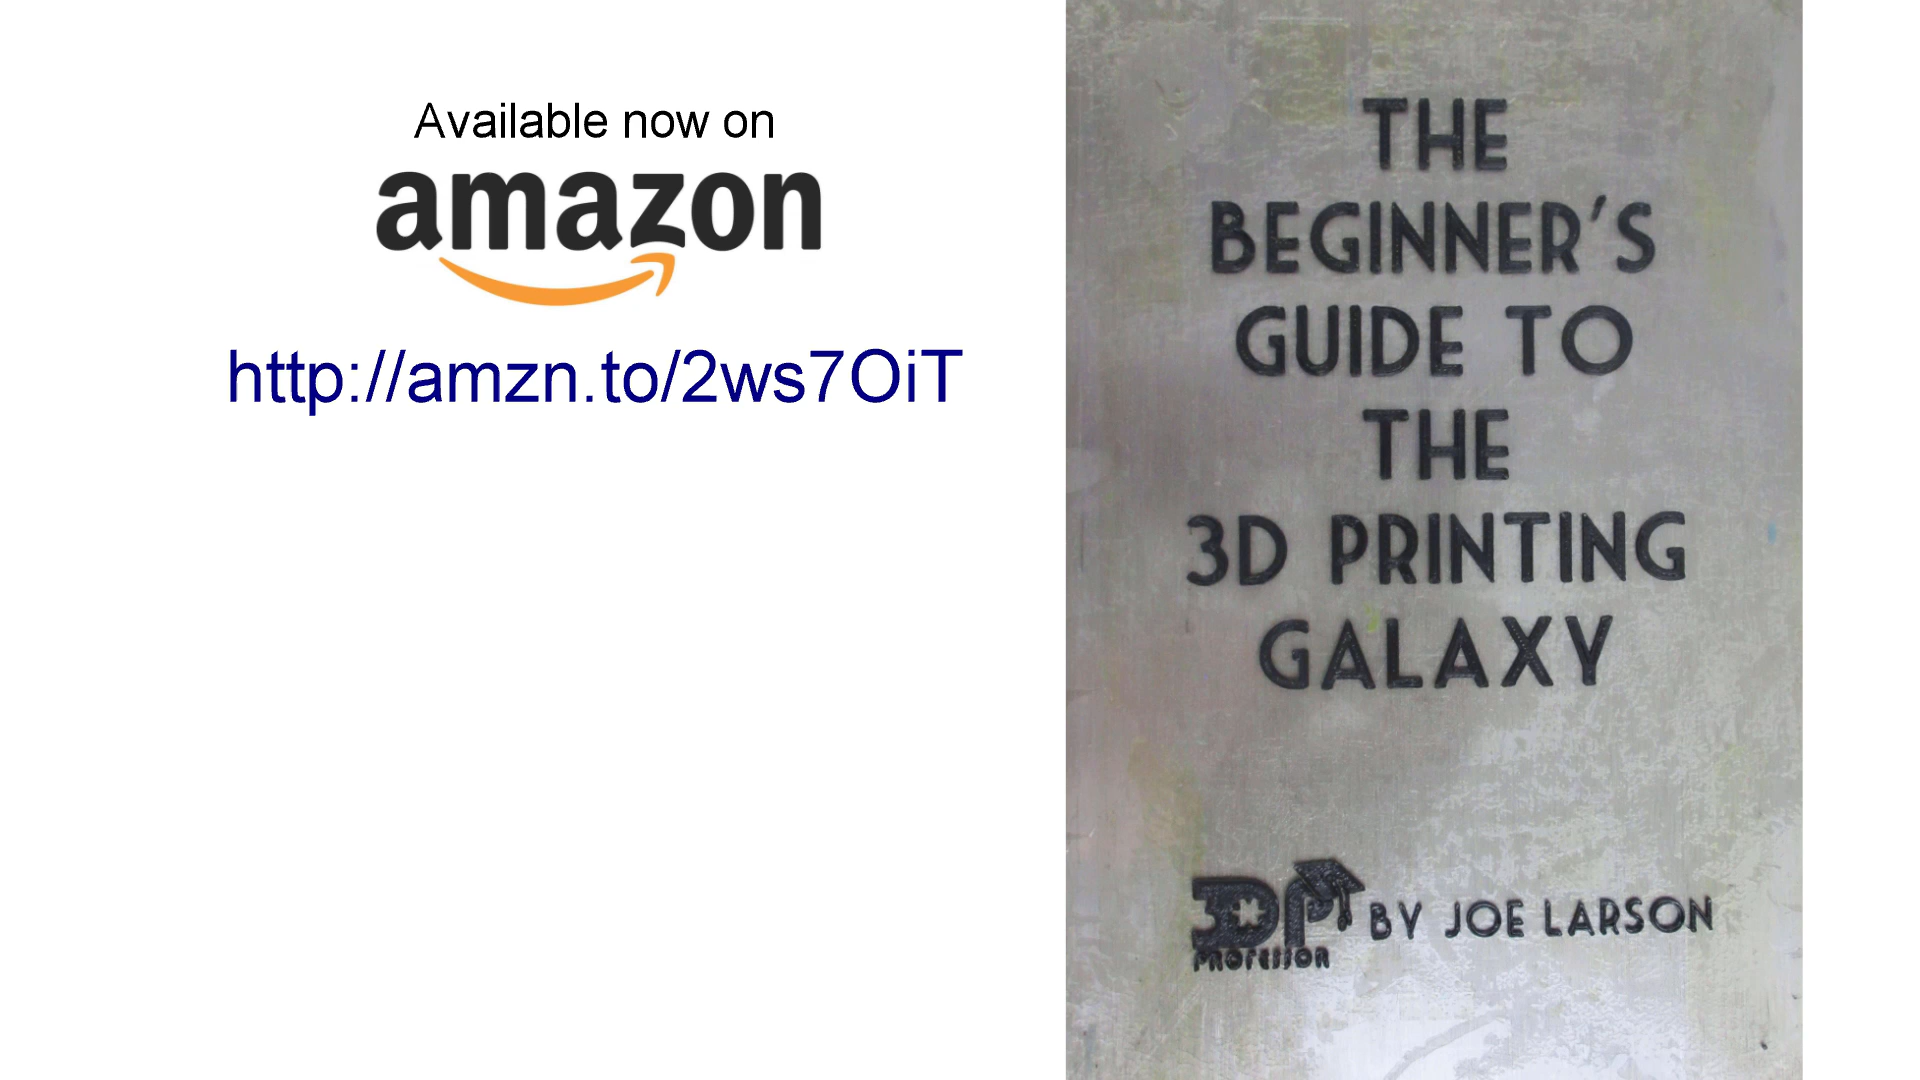 Available now on
amazon
http://amzn.to/2ws7OiT
THE
BEGINNER'S
GUIDE TO
THE
3D PRINTING
GALAXY
3DP
PROFESSOR
BY JOE LARSON